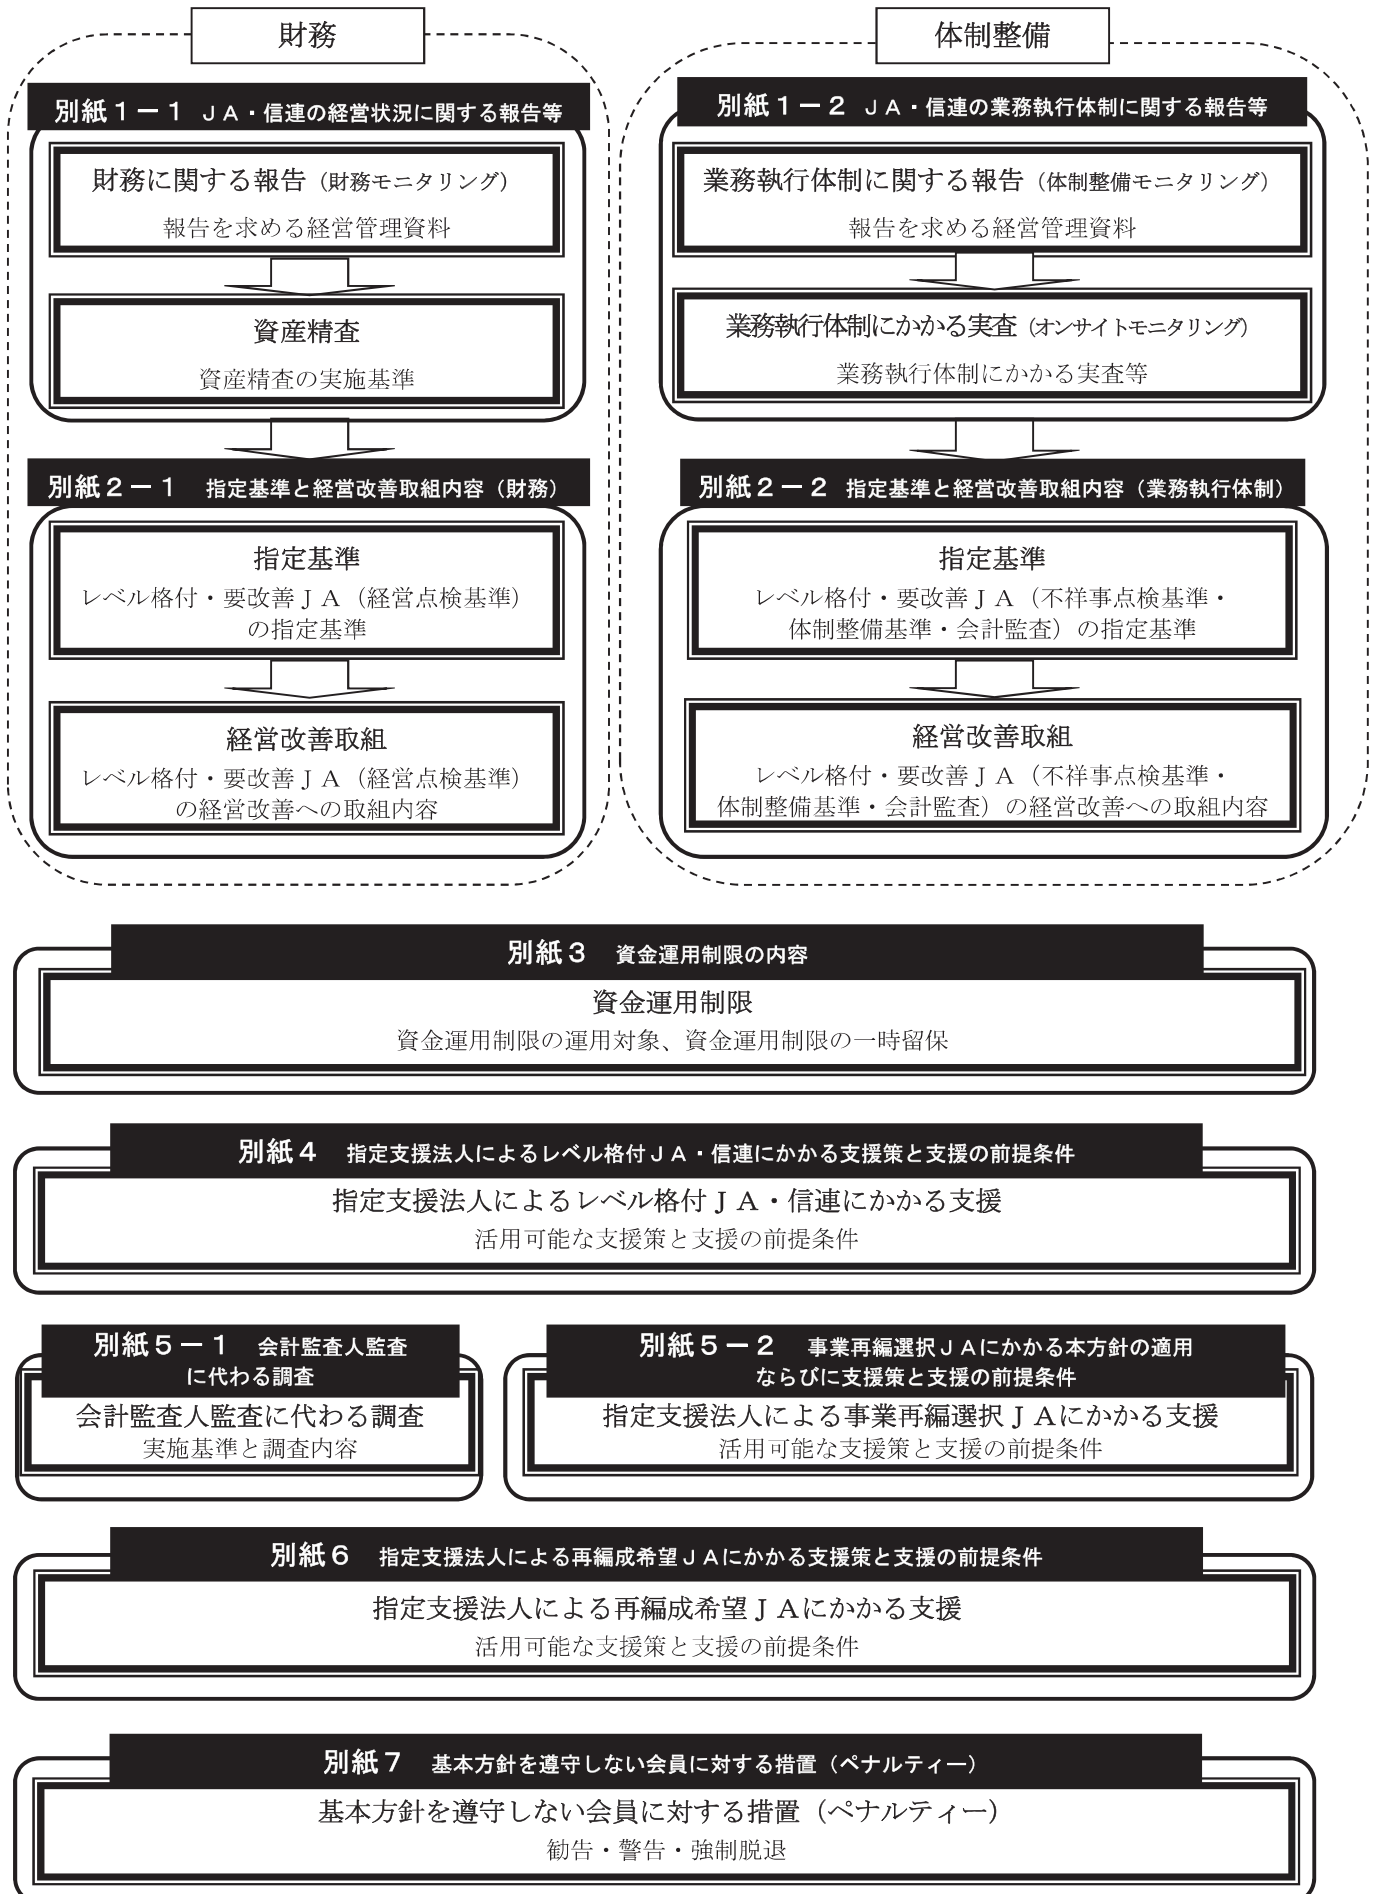 財務
別紙１－１ ＪＡ・信連の経営状況に関する報告等
財務に関する報告（財務モニタリング）
報告を求める経営管理資料
資産精査
資産精査の実施基準
別紙２－１ 指定基準と経営改善取組内容（財務）
指定基準
レベル格付・要改善ＪＡ（経営点検基準）
の指定基準
経営改善取組
レベル格付・要改善ＪＡ（経営点検基準）
の経営改善への取組内容
体制整備
別紙１－２ ＪＡ・信連の業務執行体制に関する報告等
業務執行体制に関する報告（体制整備モニタリング）
報告を求める経営管理資料
業務執行体制にかかる実査（オンサイトモニタリング）
業務執行体制にかかる実査等
別紙２－２ 指定基準と経営改善取組内容（業務執行体制）
指定基準
レベル格付・要改善ＪＡ（不祥事点検基準・
体制整備基準・会計監査）の指定基準
経営改善取組
レベル格付・要改善ＪＡ（不祥事点検基準・
体制整備基準・会計監査）の経営改善への取組内容
別紙３ 資金運用制限の内容
資金運用制限
資金運用制限の運用対象、資金運用制限の一時留保
別紙４ 指定支援法人によるレベル格付ＪＡ・信連にかかる支援策と支援の前提条件
指定支援法人によるレベル格付ＪＡ・信連にかかる支援
活用可能な支援策と支援の前提条件
別紙５－１ 会計監査人監査
に代わる調査
会計監査人監査に代わる調査
実施基準と調査内容
別紙５－２ 事業再編選択ＪＡにかかる本方針の適用
ならびに支援策と支援の前提条件
指定支援法人による事業再編選択ＪＡにかかる支援
活用可能な支援策と支援の前提条件
別紙６ 指定支援法人による再編成希望ＪＡにかかる支援策と支援の前提条件
指定支援法人による再編成希望ＪＡにかかる支援
活用可能な支援策と支援の前提条件
別紙７ 基本方針を遵守しない会員に対する措置（ペナルティー）
基本方針を遵守しない会員に対する措置（ペナルティー）
勧告・警告・強制脱退